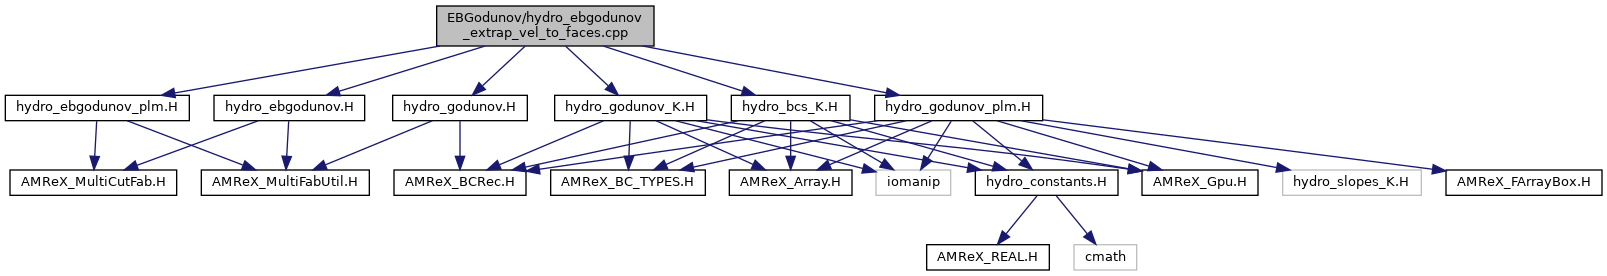 EBGodunov/hydro_ebgodunov
_extrap_vel_to_faces.cpp
hydro_ebgodunov_plm.H
hydro_ebgodunov.H
hydro_godunov.H
hydro_godunov_K.H
hydro_bcs_K.H
hydro_godunov_plm.H
AMReX_MultiCutFab.H
AMReX_MultiFabUtil.H
AMReX_BCRec.H
AMReX_BC_TYPES.H
AMReX_Array.H
iomanip
hydro_constants.H
AMReX_Gpu.H
hydro_slopes_K.H
AMReX_FArrayBox.H
AMReX_REAL.H
cmath